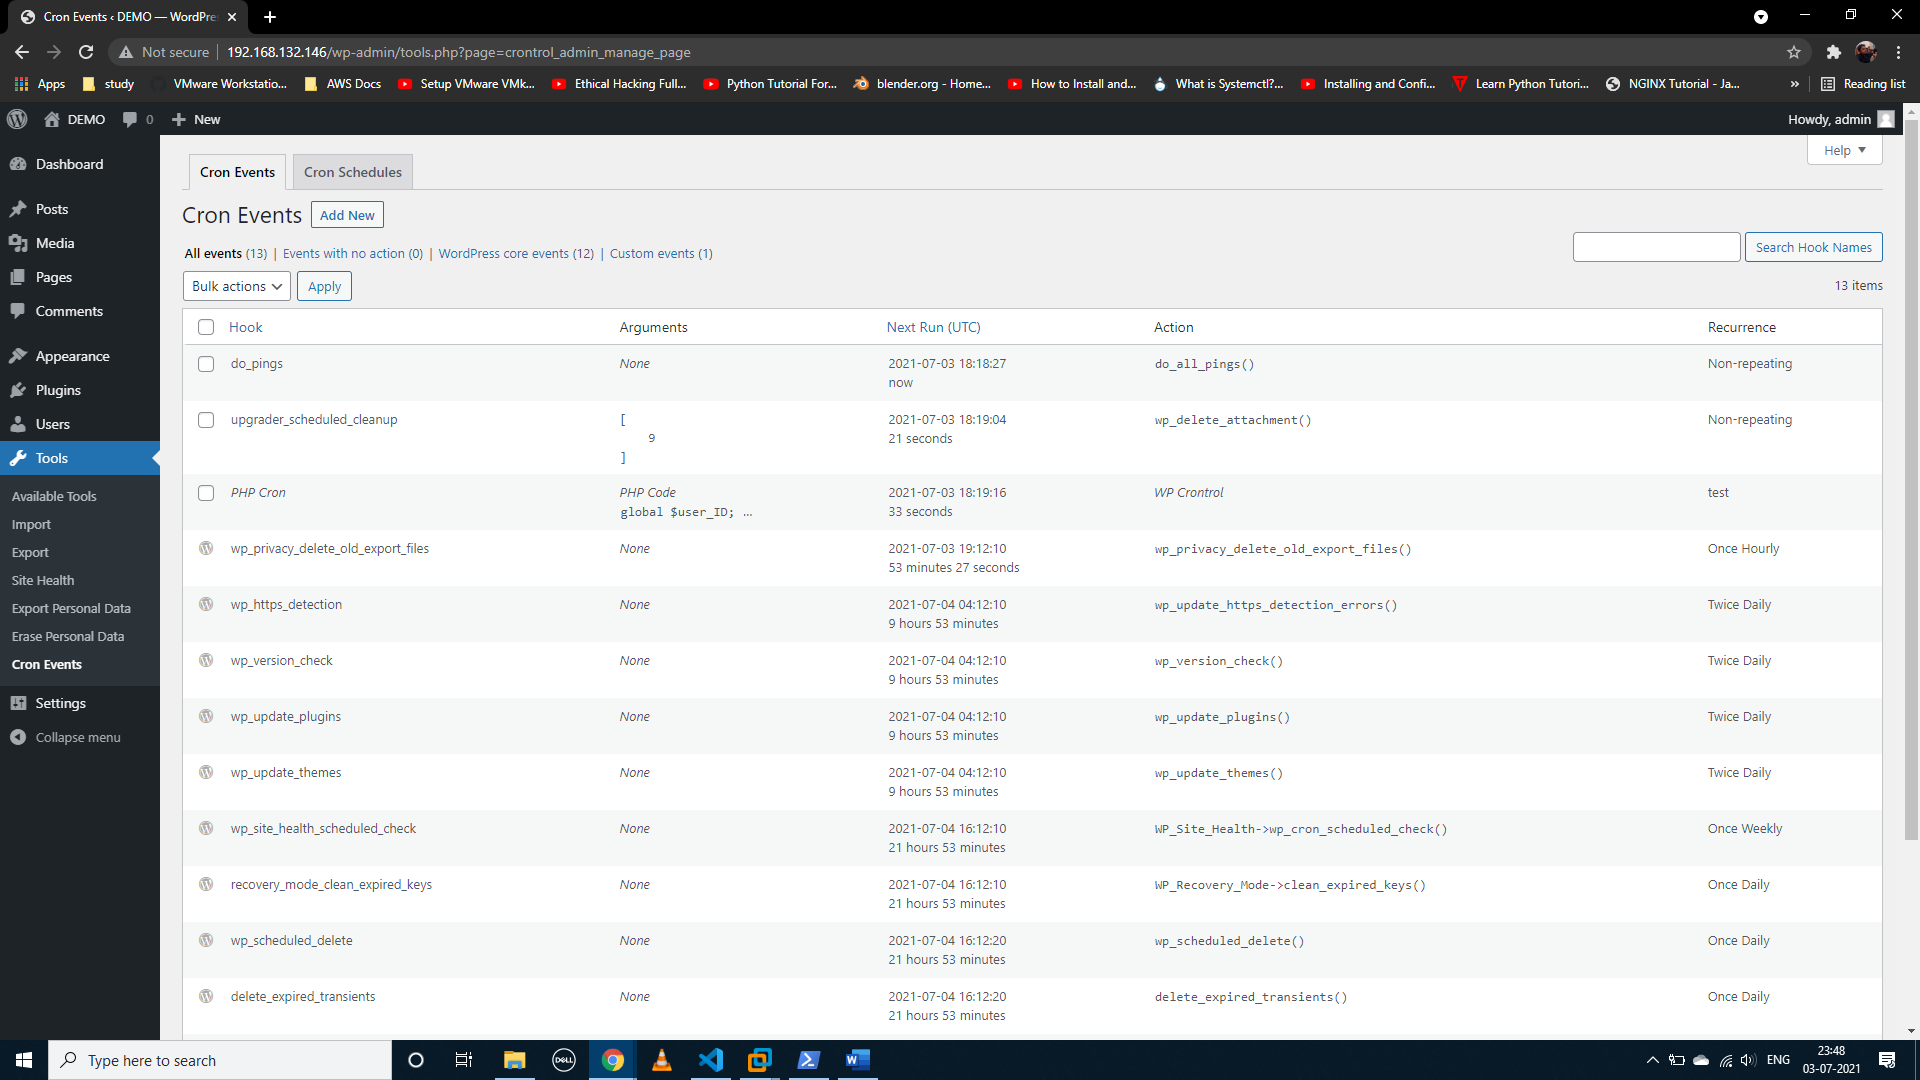 Cron Events ‹ DEMO — WordPre
Not secure | 192.168.132.146/wp-admin/tools.php?page=crontrol_admin_manage_page
Apps study VMware Workstatio... AWS Docs Setup VMware VMk... Ethical Hacking Full... Python Tutorial For... blender.org - Home... How to Install and... What is Systemctl?... Installing and Confi... Learn Python Tutori... NGINX Tutorial - Ja... » Reading list
DEMO 0 New Howdy, admin
Help
Dashboard
Posts
Media
Pages
Comments
Appearance
Plugins
Users
Tools
Available Tools
Import
Export
Site Health
Export Personal Data
Erase Personal Data
Cron Events
Settings
Collapse menu
Cron Events Cron Schedules
Cron Events Add New
All events (13) | Events with no action (0) | WordPress core events (12) | Custom events (1)
Search Hook Names
Bulk actions Apply
13 items
Hook Arguments Next Run (UTC) Action Recurrence
do_pings None 2021-07-03 18:18:27 do_all_pings() Non-repeating
now
upgrader_scheduled_cleanup [ 2021-07-03 18:19:04 wp_delete_attachment() Non-repeating
9 21 seconds
]
PHP Cron PHP Code 2021-07-03 18:19:16 WP Crontrol test
global $user_ID; … 33 seconds
wp_privacy_delete_old_export_files None 2021-07-03 19:12:10 wp_privacy_delete_old_export_files() Once Hourly
53 minutes 27 seconds
wp_https_detection None 2021-07-04 04:12:10 wp_update_https_detection_errors() Twice Daily
9 hours 53 minutes
wp_version_check None 2021-07-04 04:12:10 wp_version_check() Twice Daily
9 hours 53 minutes
wp_update_plugins None 2021-07-04 04:12:10 wp_update_plugins() Twice Daily
9 hours 53 minutes
wp_update_themes None 2021-07-04 04:12:10 wp_update_themes() Twice Daily
9 hours 53 minutes
wp_site_health_scheduled_check None 2021-07-04 16:12:10 WP_Site_Health->wp_cron_scheduled_check() Once Weekly
21 hours 53 minutes
recovery_mode_clean_expired_keys None 2021-07-04 16:12:10 WP_Recovery_Mode->clean_expired_keys() Once Daily
21 hours 53 minutes
wp_scheduled_delete None 2021-07-04 16:12:20 wp_scheduled_delete() Once Daily
21 hours 53 minutes
delete_expired_transients None 2021-07-04 16:12:20 delete_expired_transients() Once Daily
21 hours 53 minutes
Type here to search
DELL
ENG
23:48
03-07-2021